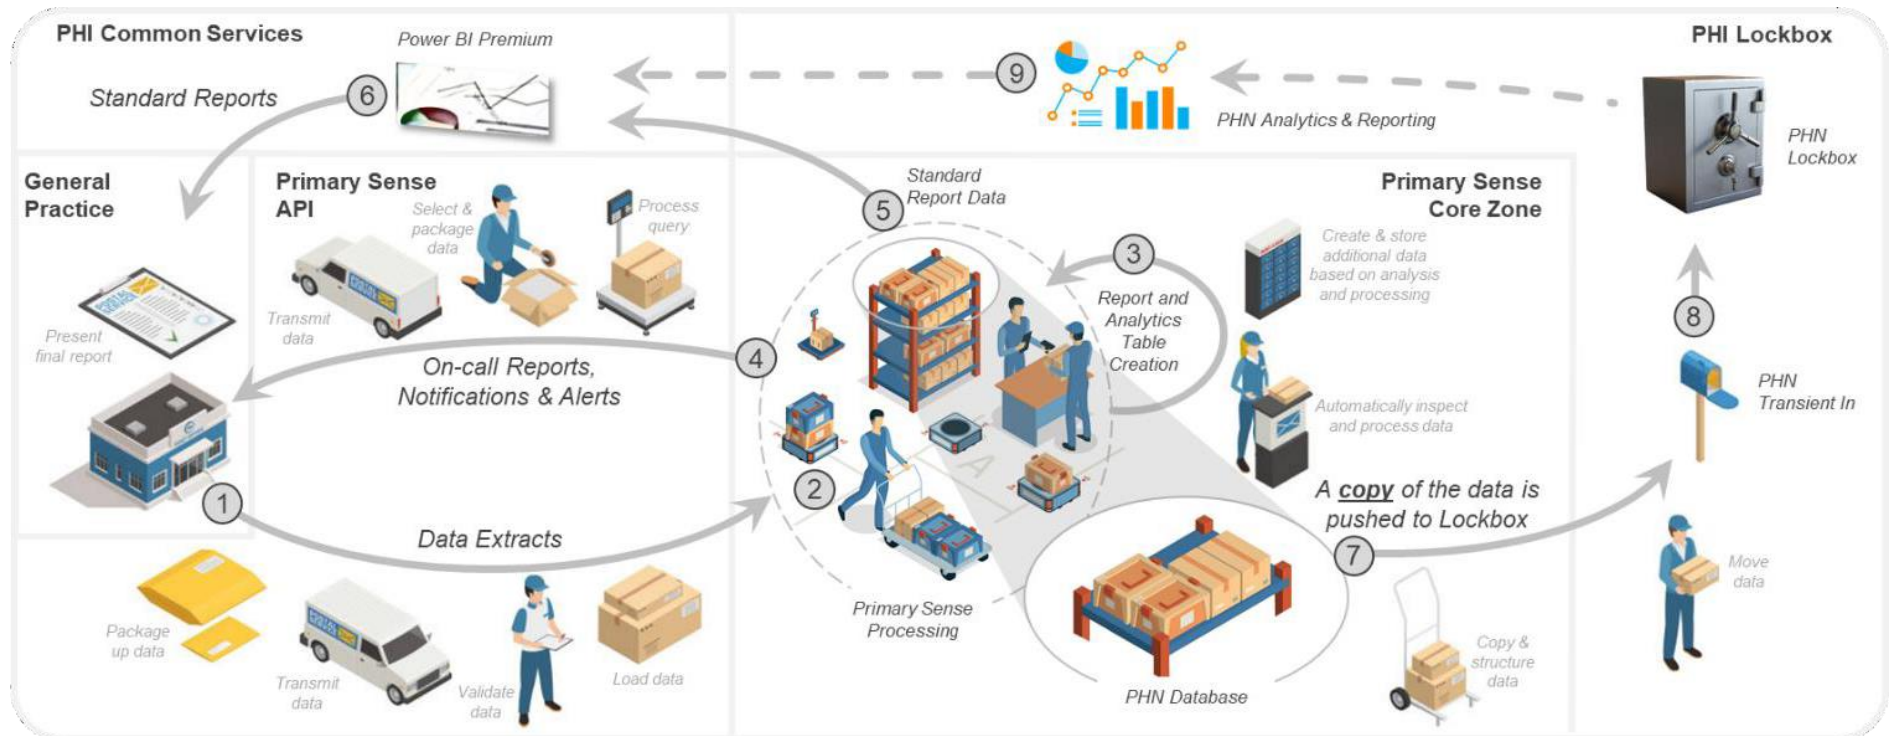 PHI Common Services
Power BI Premium
Standard Reports
6
9
PHN Analytics & Reporting
PHI Lockbox
PHN
Lockbox
General
Practice
Present
final report
1
Primary Sense
API
Select &
package
data
Process
query
Transmit
data
4
On-call Reports,
Notifications & Alerts
Data Extracts
Package
up data
Transmit
data
Validate
data
Load data
5
Standard
Report Data
Primary Sense
Core Zone
3
Report and
Analytics
Table
Creation
2
A
Primary Sense
Processing
Create & store
additional data
based on analysis
and processing
Automatically inspect
and process data
A copy of the data is
pushed to Lockbox
7
PHN Database
Copy &
structure
data
8
PHN
Transient In
Move
data